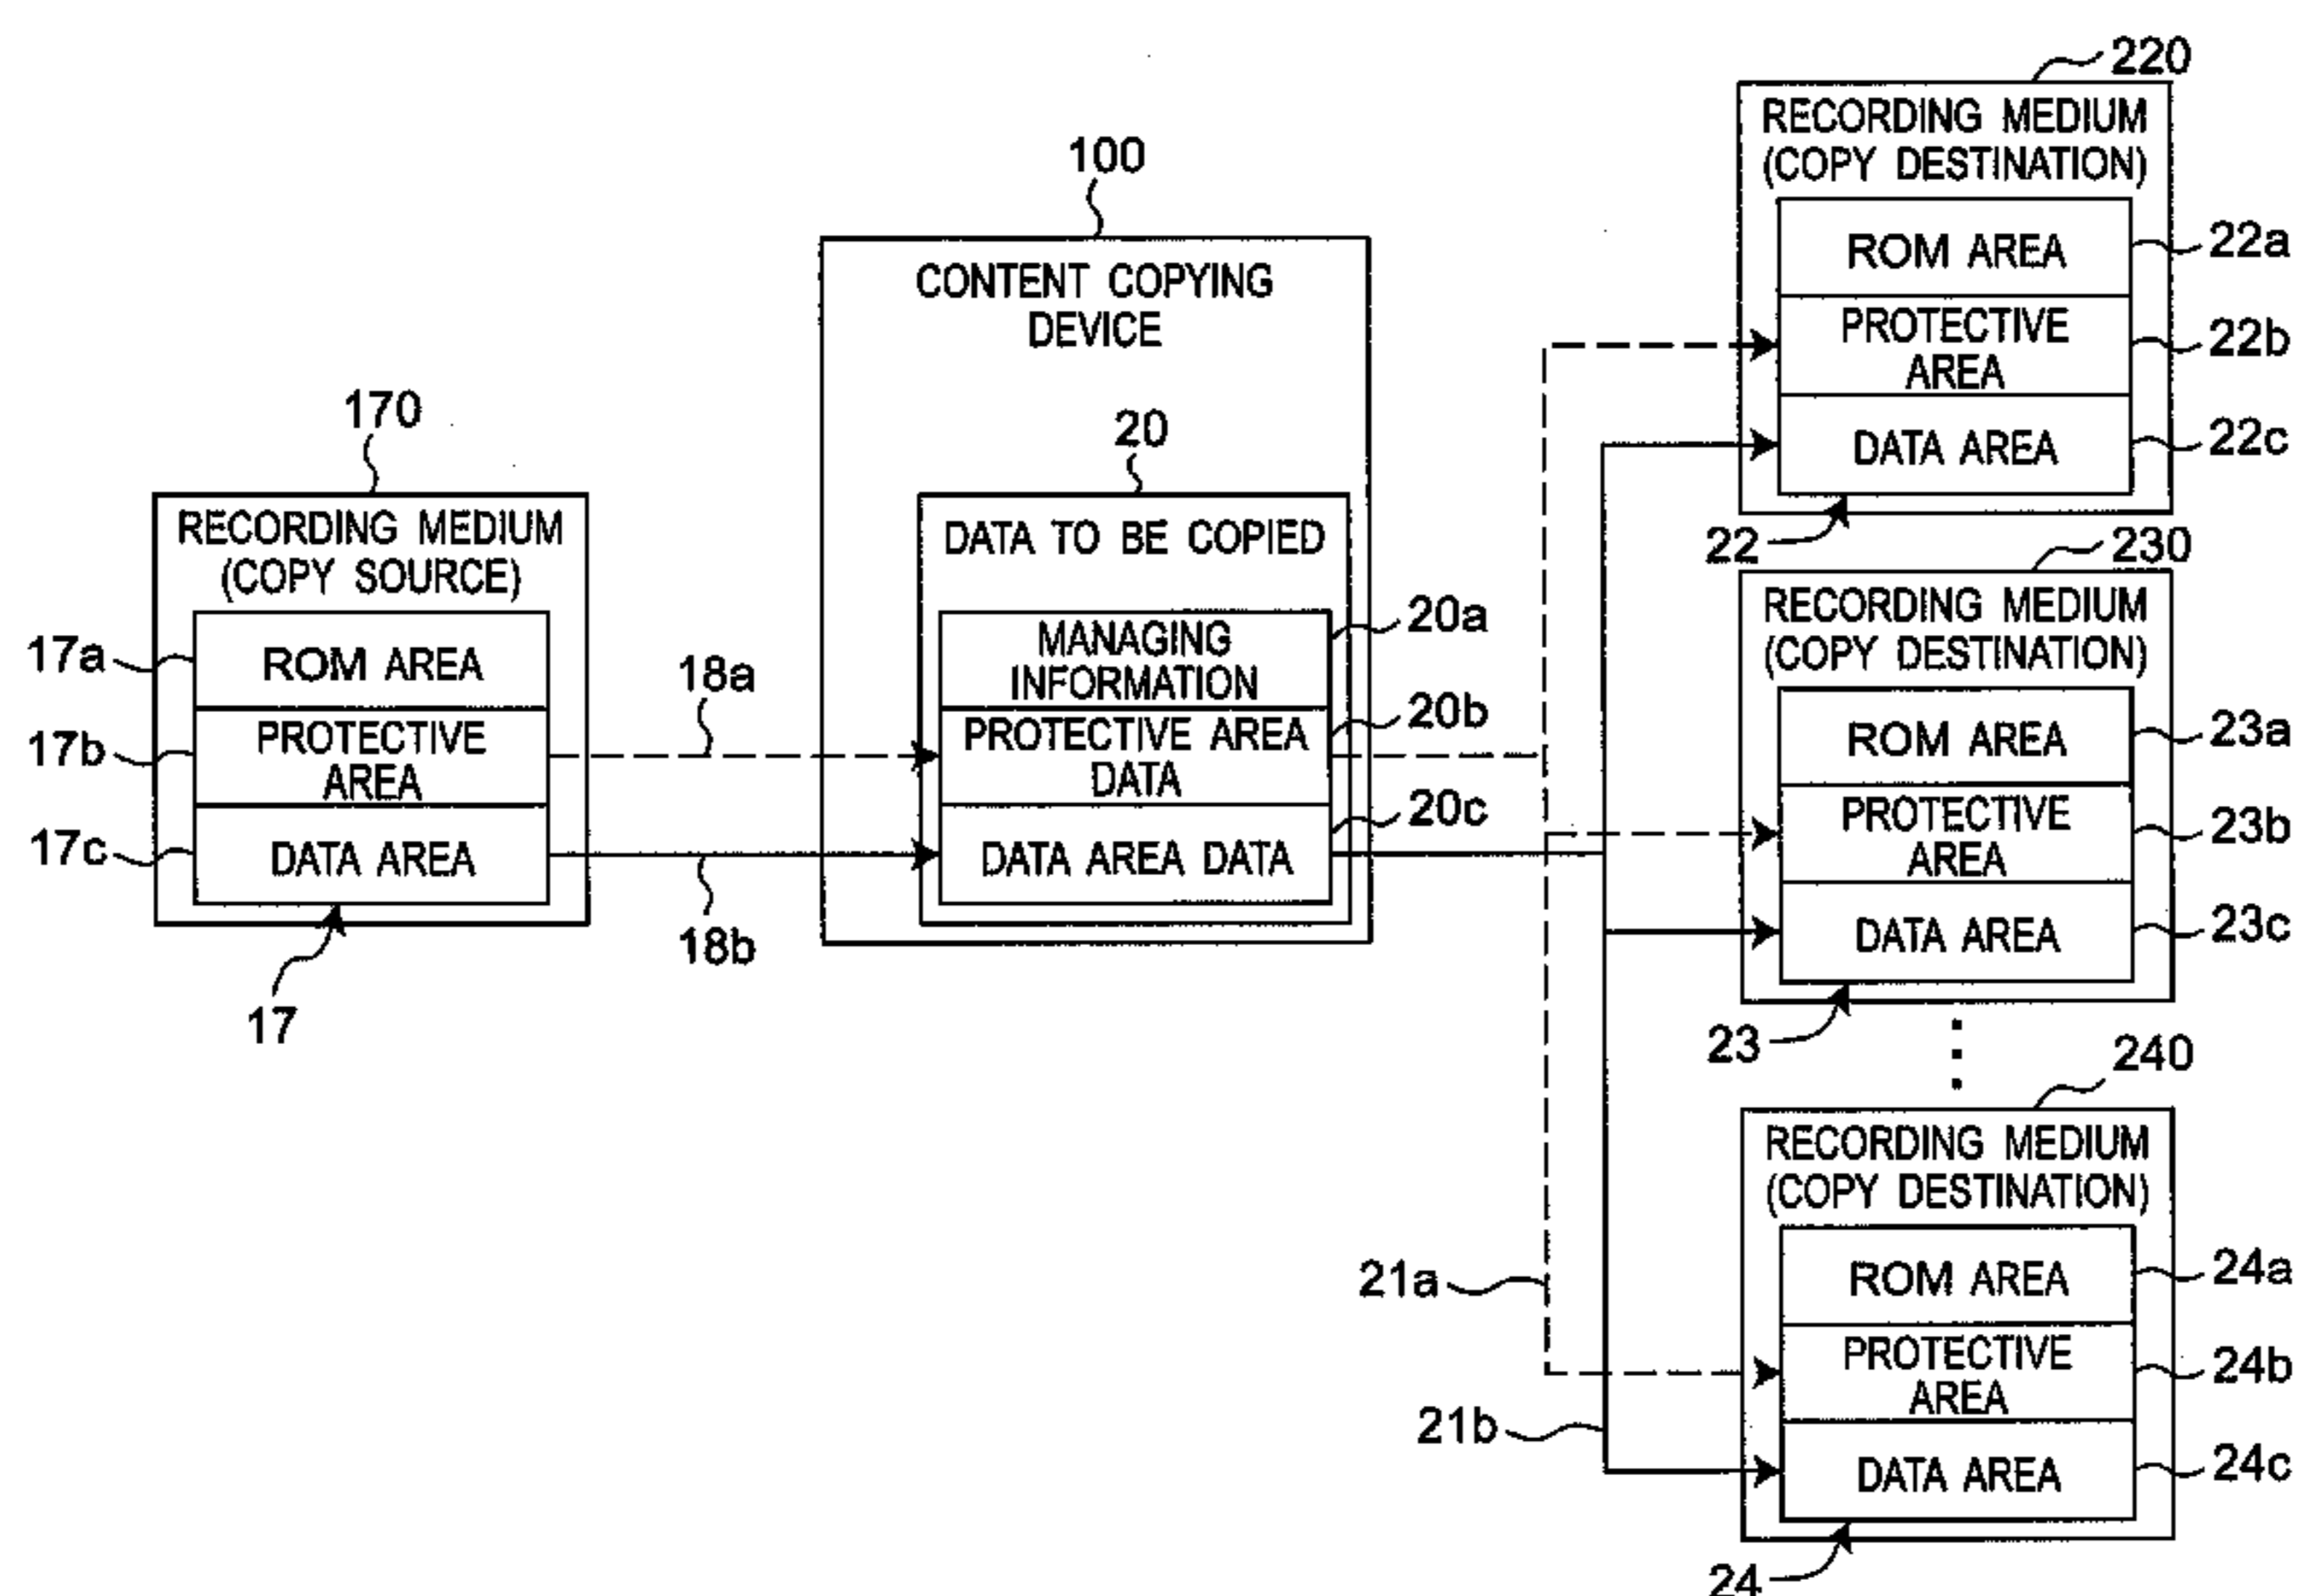 220
RECORDING MEDIUM
(COPY DESTINATION)
ROM AREA
22a
PROTECTIVE
AREA
22b
DATA AREA
22c
22
100
CONTENT COPYING
DEVICE
20
DATA TO BE COPIED
MANAGING
INFORMATION
20a
PROTECTIVE AREA
DATA
20b
DATA AREA DATA
20c
170
RECORDING MEDIUM
(COPY SOURCE)
17a
ROM AREA
17b
PROTECTIVE
AREA
17c
DATA AREA
17
18a
18b
230
RECORDING MEDIUM
(COPY DESTINATION)
ROM AREA
23a
PROTECTIVE
AREA
23b
DATA AREA
23c
23
240
RECORDING MEDIUM
(COPY DESTINATION)
ROM AREA
24a
PROTECTIVE
AREA
24b
DATA AREA
24c
24
21a
21b